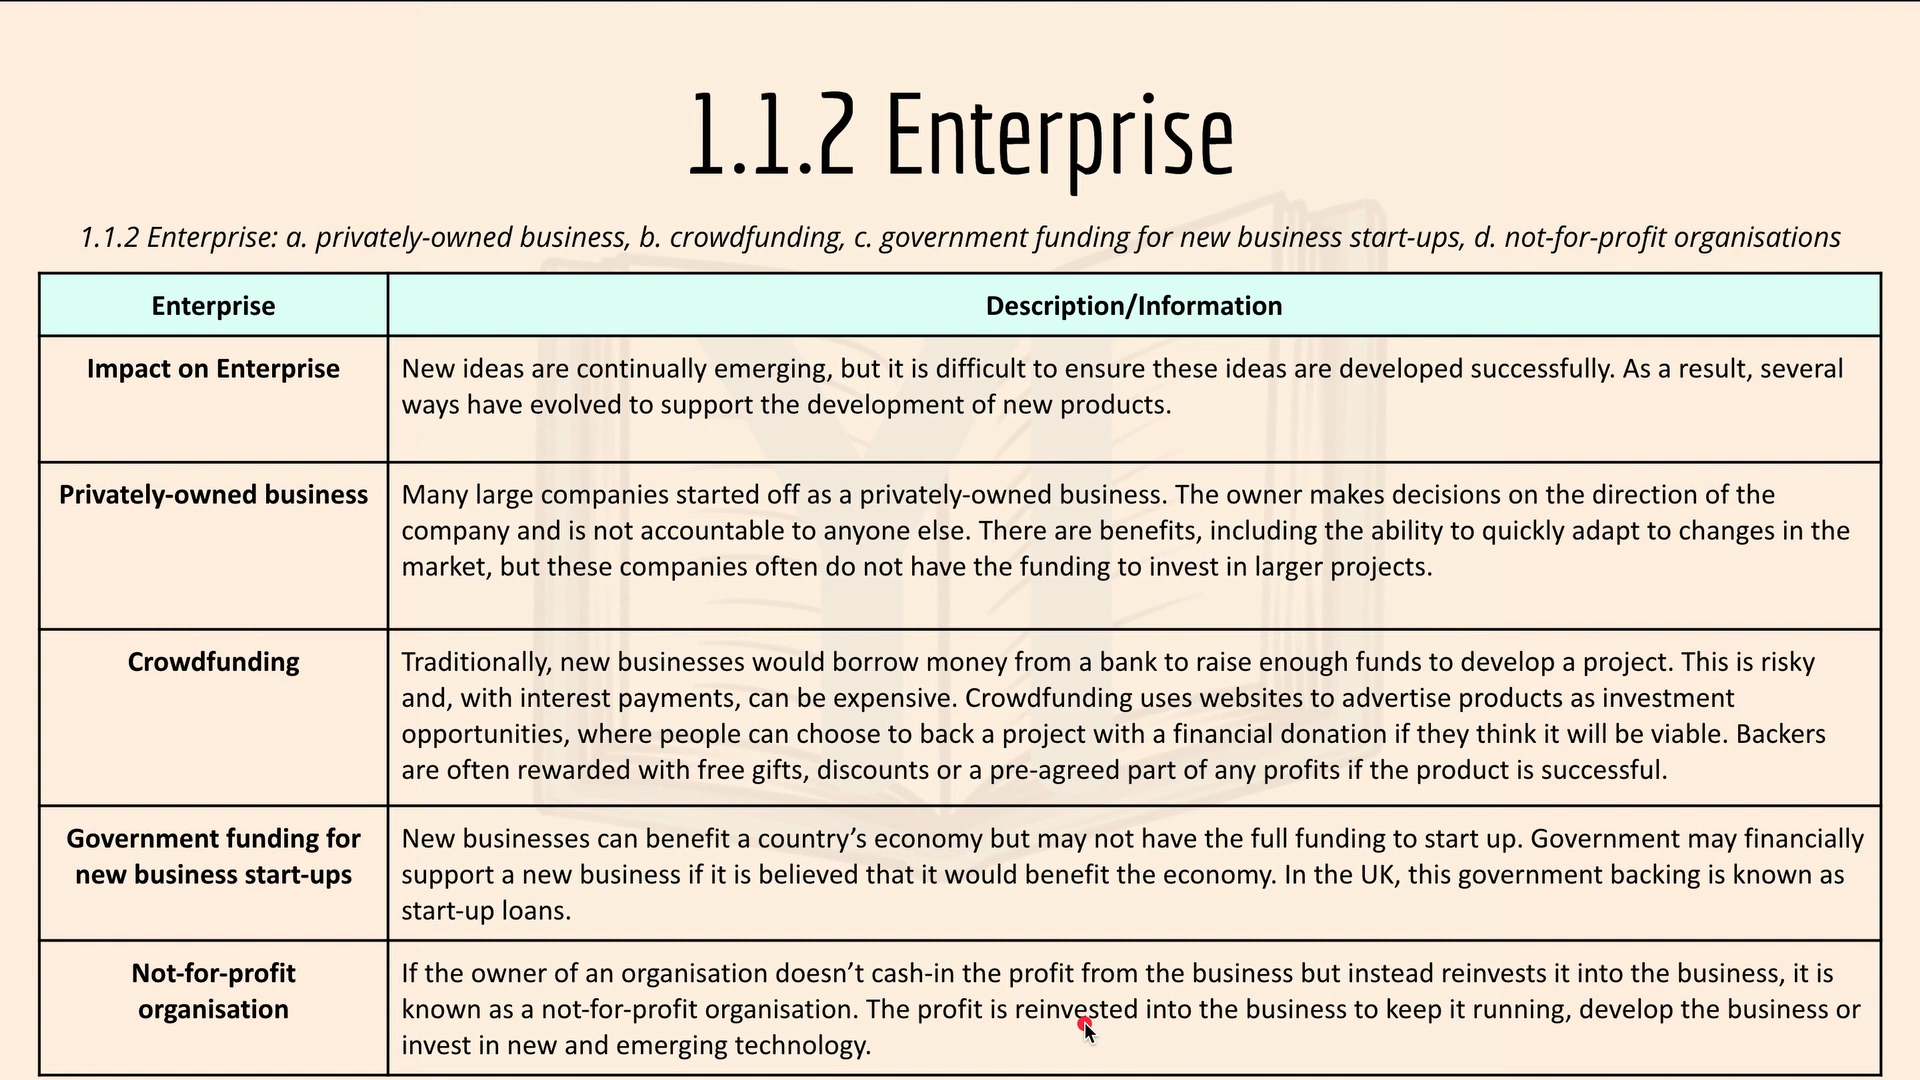 1.1.2 Enterprise
1.1.2 Enterprise: a. privately-owned business, b. crowdfunding, c. government funding for new business start-ups, d. not-for-profit organisations
Enterprise
Description/Information
Impact on Enterprise
New ideas are continually emerging, but it is difficult to ensure these ideas are developed successfully. As a result, several
ways have evolved to support the development of new products.
Privately-owned business
Many large companies started off as a privately-owned business. The owner makes decisions on the direction of the
company and is not accountable to anyone else. There are benefits, including the ability to quickly adapt to changes in the
market, but these companies often do not have the funding to invest in larger projects.
Crowdfunding
Traditionally, new businesses would borrow money from a bank to raise enough funds to develop a project. This is risky
and, with interest payments, can be expensive. Crowdfunding uses websites to advertise products as investment
opportunities, where people can choose to back a project with a financial donation if they think it will be viable. Backers
are often rewarded with free gifts, discounts or a pre-agreed part of any profits if the product is successful.
Government funding for
new business start-ups
New businesses can benefit a country’s economy but may not have the full funding to start up. Government may financially
support a new business if it is believed that it would benefit the economy. In the UK, this government backing is known as
start-up loans.
Not-for-profit
organisation
If the owner of an organisation doesn’t cash-in the profit from the business but instead reinvests it into the business, it is
known as a not-for-profit organisation. The profit is reinvested into the business to keep it running, develop the business or
invest in new and emerging technology.